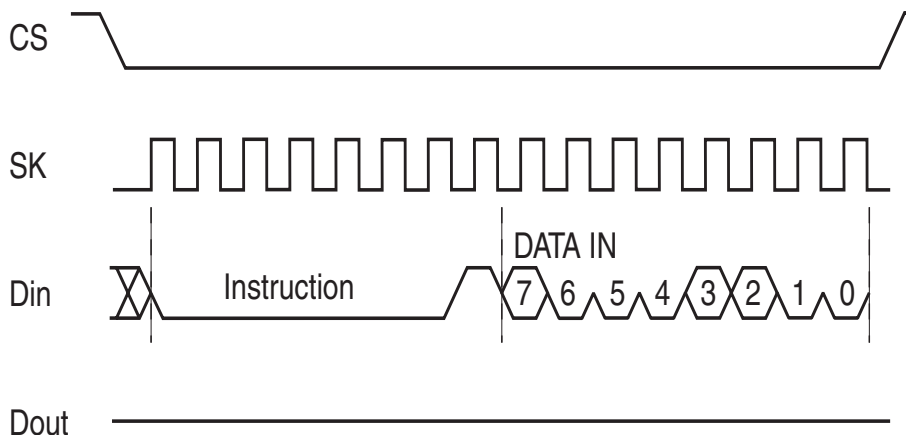 CS
SK
DATA IN
Din Instruction 7 6 5 4 3 2 1 0
Dout